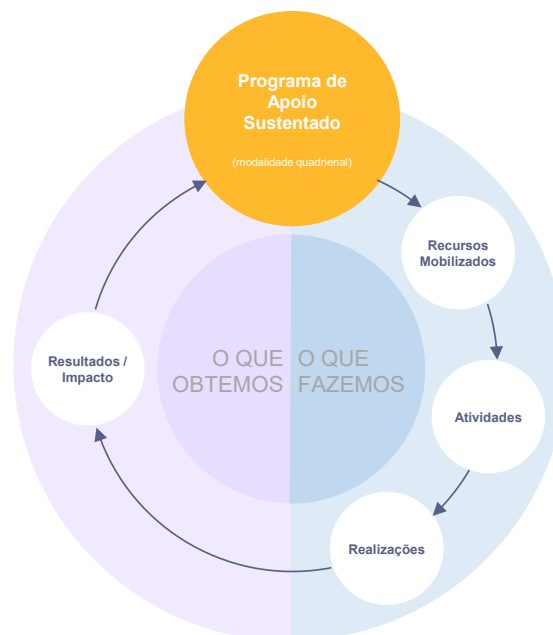 Programa de
Apoio
Sustentado
(modalidade quadrienal)
Recursos
Mobilizados
Atividades
Realizações
Resultados /
Impacto
O QUE
OBTEMOS
O QUE
FAZEMOS